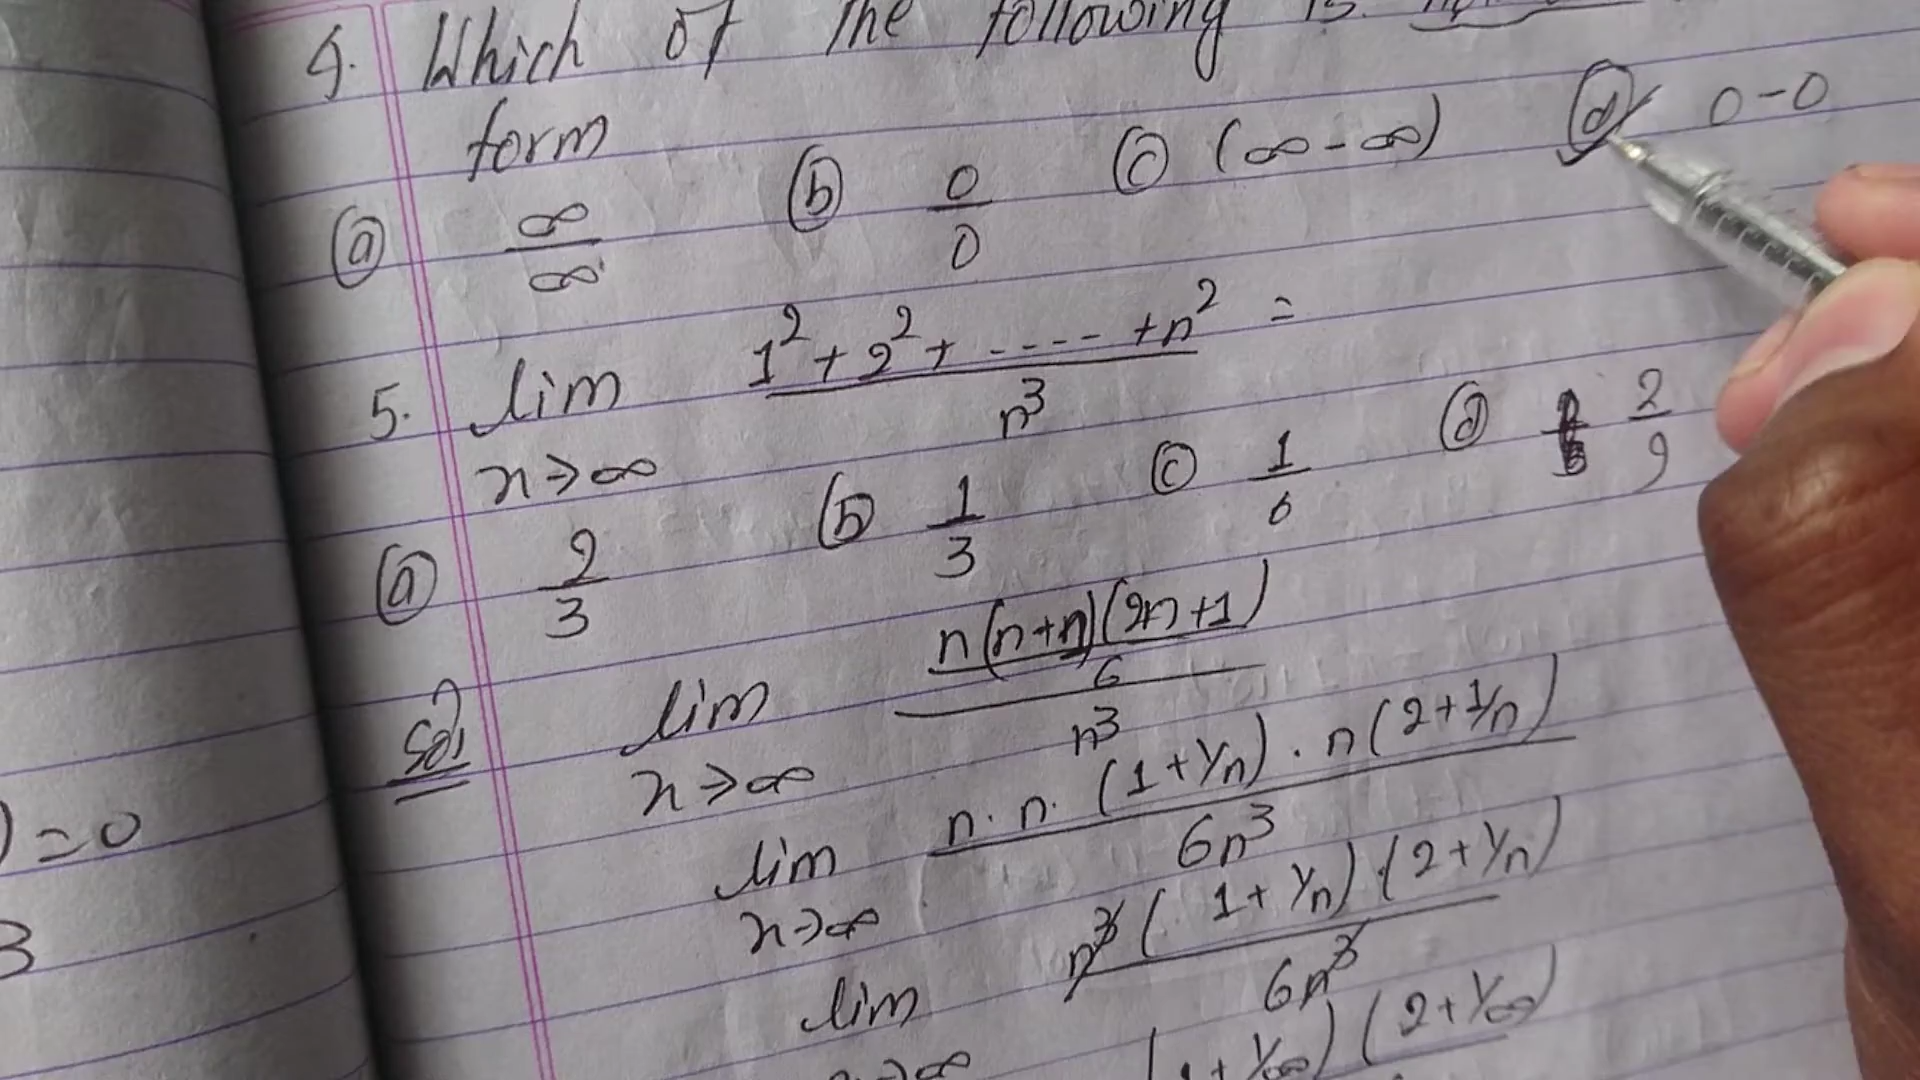 4. Which of the following is
form
(a) ∞/∞ (b) 0/0 (c) (∞-∞) (d) 0-0
5. lim n→∞ 1²+2²+----+n²/n³ =
(a) 2/3 (b) 1/3 (c) 1/6 (d) 2/9
Sol lim n→∞ n(n+1)(2n+1)/6/n³
lim n→∞ n.n.(1+1/n).n(2+1/n)/6n³
lim n³(1+1/n).(2+1/n)/6n³
(1+1/∞)(2+1/∞)
)=0
3